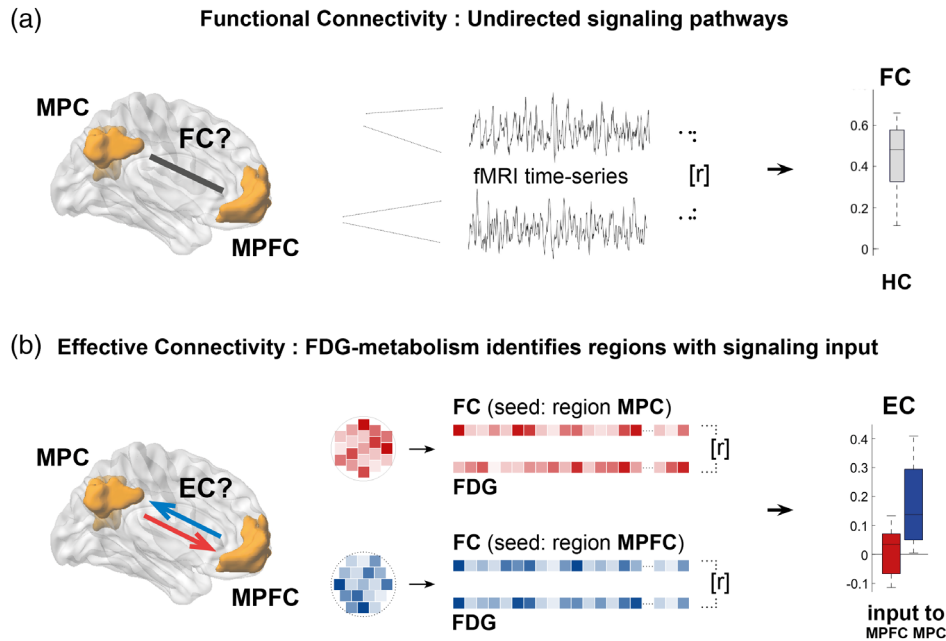 (a)
Functional Connectivity : Undirected signaling pathways
MPC
FC?
MPFC
fMRI time-series
[r]
FC
0.6
0.4
0.2
0
HC
(b)
Effective Connectivity : FDG-metabolism identifies regions with signaling input
MPC
EC?
MPFC
FC (seed: region MPC)
[r]
FDG
FC (seed: region MPFC)
[r]
FDG
EC
0.4
0.3
0.2
0.1
0
-0.1
input to
MPFC MPC